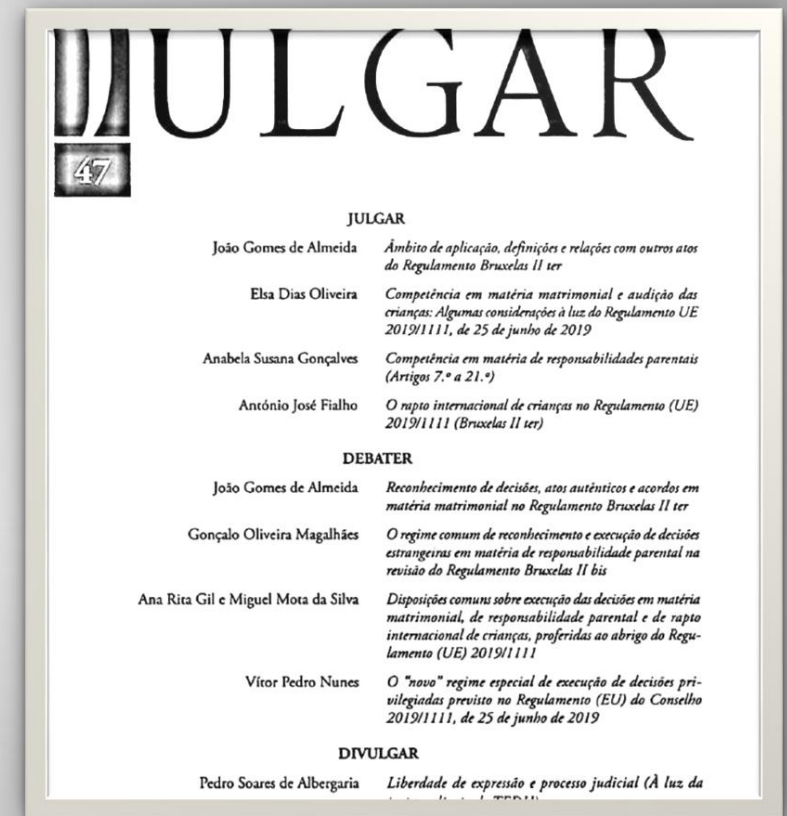 JULGAR
47
JULGAR
João Gomes de Almeida
Âmbito de aplicação, definições e relações com outros atos
do Regulamento Bruxelas II ter
Elsa Dias Oliveira
Competência em matéria matrimonial e audição das
crianças: Algumas considerações à luz do Regulamento UE
2019/1111, de 25 de junho de 2019
Anabela Susana Gonçalves
Competência em matéria de responsabilidades parentais
(Artigos 7.º a 21.º)
António José Fialho
O rapto internacional de crianças no Regulamento (UE)
2019/1111 (Bruxelas II ter)
DEBATER
João Gomes de Almeida
Reconhecimento de decisões, atos autênticos e acordos em
matéria matrimonial no Regulamento Bruxelas II ter
Gonçalo Oliveira Magalhães
O regime comum de reconhecimento e execução de decisões
estrangeiras em matéria de responsabilidade parental na
revisão do Regulamento Bruxelas II bis
Ana Rita Gil e Miguel Mota da Silva
Disposições comuns sobre execução das decisões em matéria
matrimonial, de responsabilidade parental e de rapto
internacional de crianças, proferidas ao abrigo do Regu-
lamento (UE) 2019/1111
Vítor Pedro Nunes
O "novo" regime especial de execução de decisões pri-
vilegiadas previsto no Regulamento (EU) do Conselho
2019/1111, de 25 de junho de 2019
DIVULGAR
Pedro Soares de Albergaria
Liberdade de expressão e processo judicial (À luz da